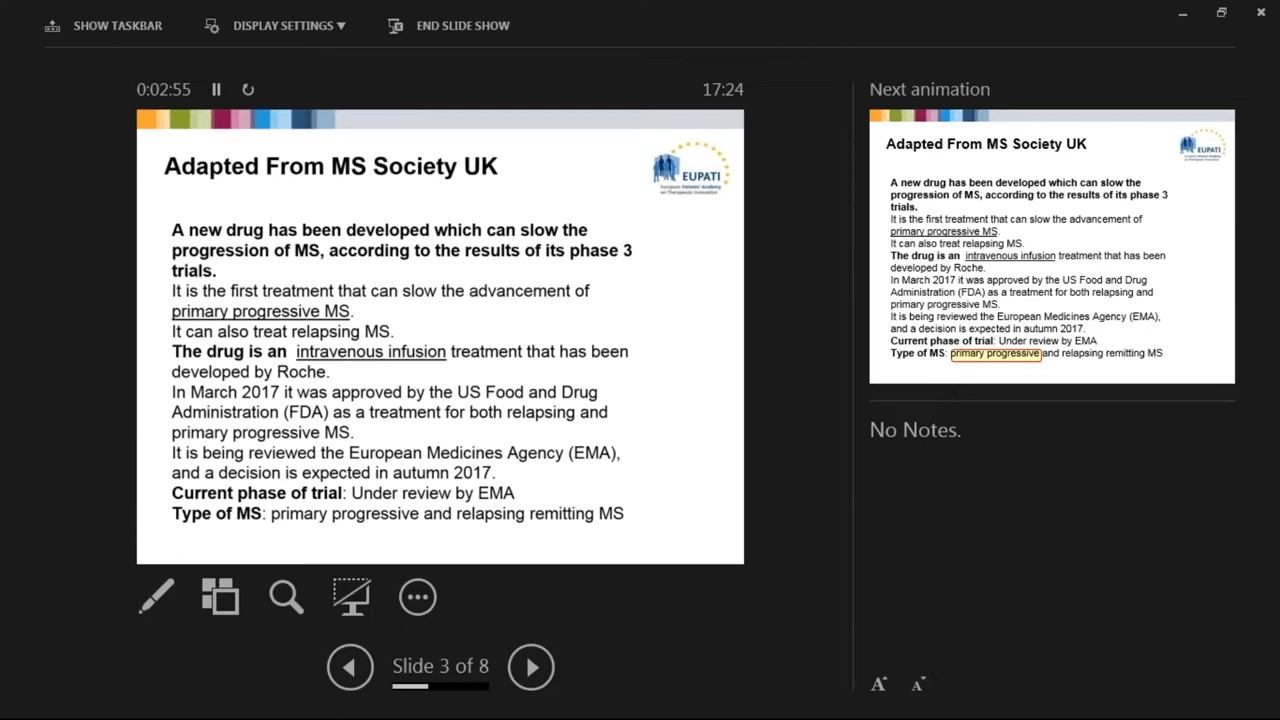 SHOW TASKBAR
DISPLAY SETTINGS ▼
END SLIDE SHOW
0:02:55
17:24
Adapted From MS Society UK
EUPATI
European Patients' Academy
on Therapeutic Innovation
A new drug has been developed which can slow the
progression of MS, according to the results of its phase 3
trials.
It is the first treatment that can slow the advancement of
primary progressive MS.
It can also treat relapsing MS.
The drug is an intravenous infusion treatment that has been
developed by Roche.
In March 2017 it was approved by the US Food and Drug
Administration (FDA) as a treatment for both relapsing and
primary progressive MS.
It is being reviewed the European Medicines Agency (EMA),
and a decision is expected in autumn 2017.
Current phase of trial: Under review by EMA
Type of MS: primary progressive and relapsing remitting MS
Slide 3 of 8
Next animation
Adapted From MS Society UK
EUPATI
A new drug has been developed which can slow the
progression of MS, according to the results of its phase 3
trials.
It is the first treatment that can slow the advancement of
primary progressive MS.
It can also treat relapsing MS.
The drug is an intravenous infusion treatment that has been
developed by Roche.
In March 2017 it was approved by the US Food and Drug
Administration (FDA) as a treatment for both relapsing and
primary progressive MS.
It is being reviewed the European Medicines Agency (EMA),
and a decision is expected in autumn 2017.
Current phase of trial: Under review by EMA
Type of MS: primary progressive and relapsing remitting MS
No Notes.
A A